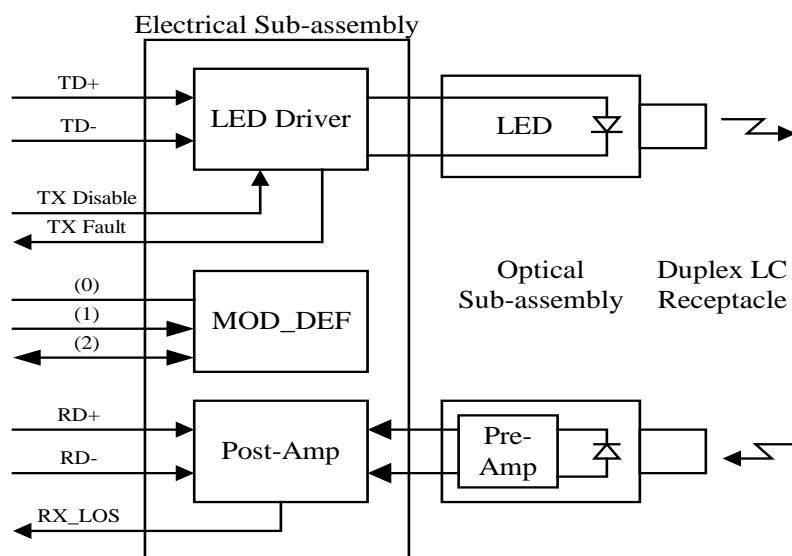 Electrical Sub-assembly
TD+
TD-
LED Driver
LED
TX Disable
TX Fault
Optical
Sub-assembly
Duplex LC
Receptacle
(0)
(1)
(2)
MOD_DEF
RD+
RD-
Post-Amp
Pre-
Amp
RX_LOS